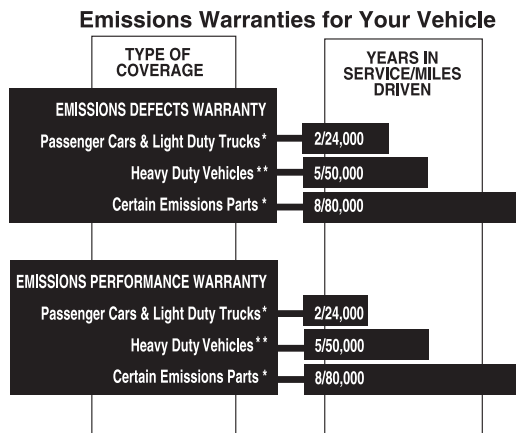 Emissions Warranties for Your Vehicle
TYPE OF
COVERAGE
YEARS IN
SERVICE/MILES
DRIVEN
EMISSIONS DEFECTS WARRANTY
Passenger Cars & Light Duty Trucks* 2/24,000
Heavy Duty Vehicles** 5/50,000
Certain Emissions Parts * 8/80,000
EMISSIONS PERFORMANCE WARRANTY
Passenger Cars & Light Duty Trucks* 2/24,000
Heavy Duty Vehicles** 5/50,000
Certain Emissions Parts * 8/80,000